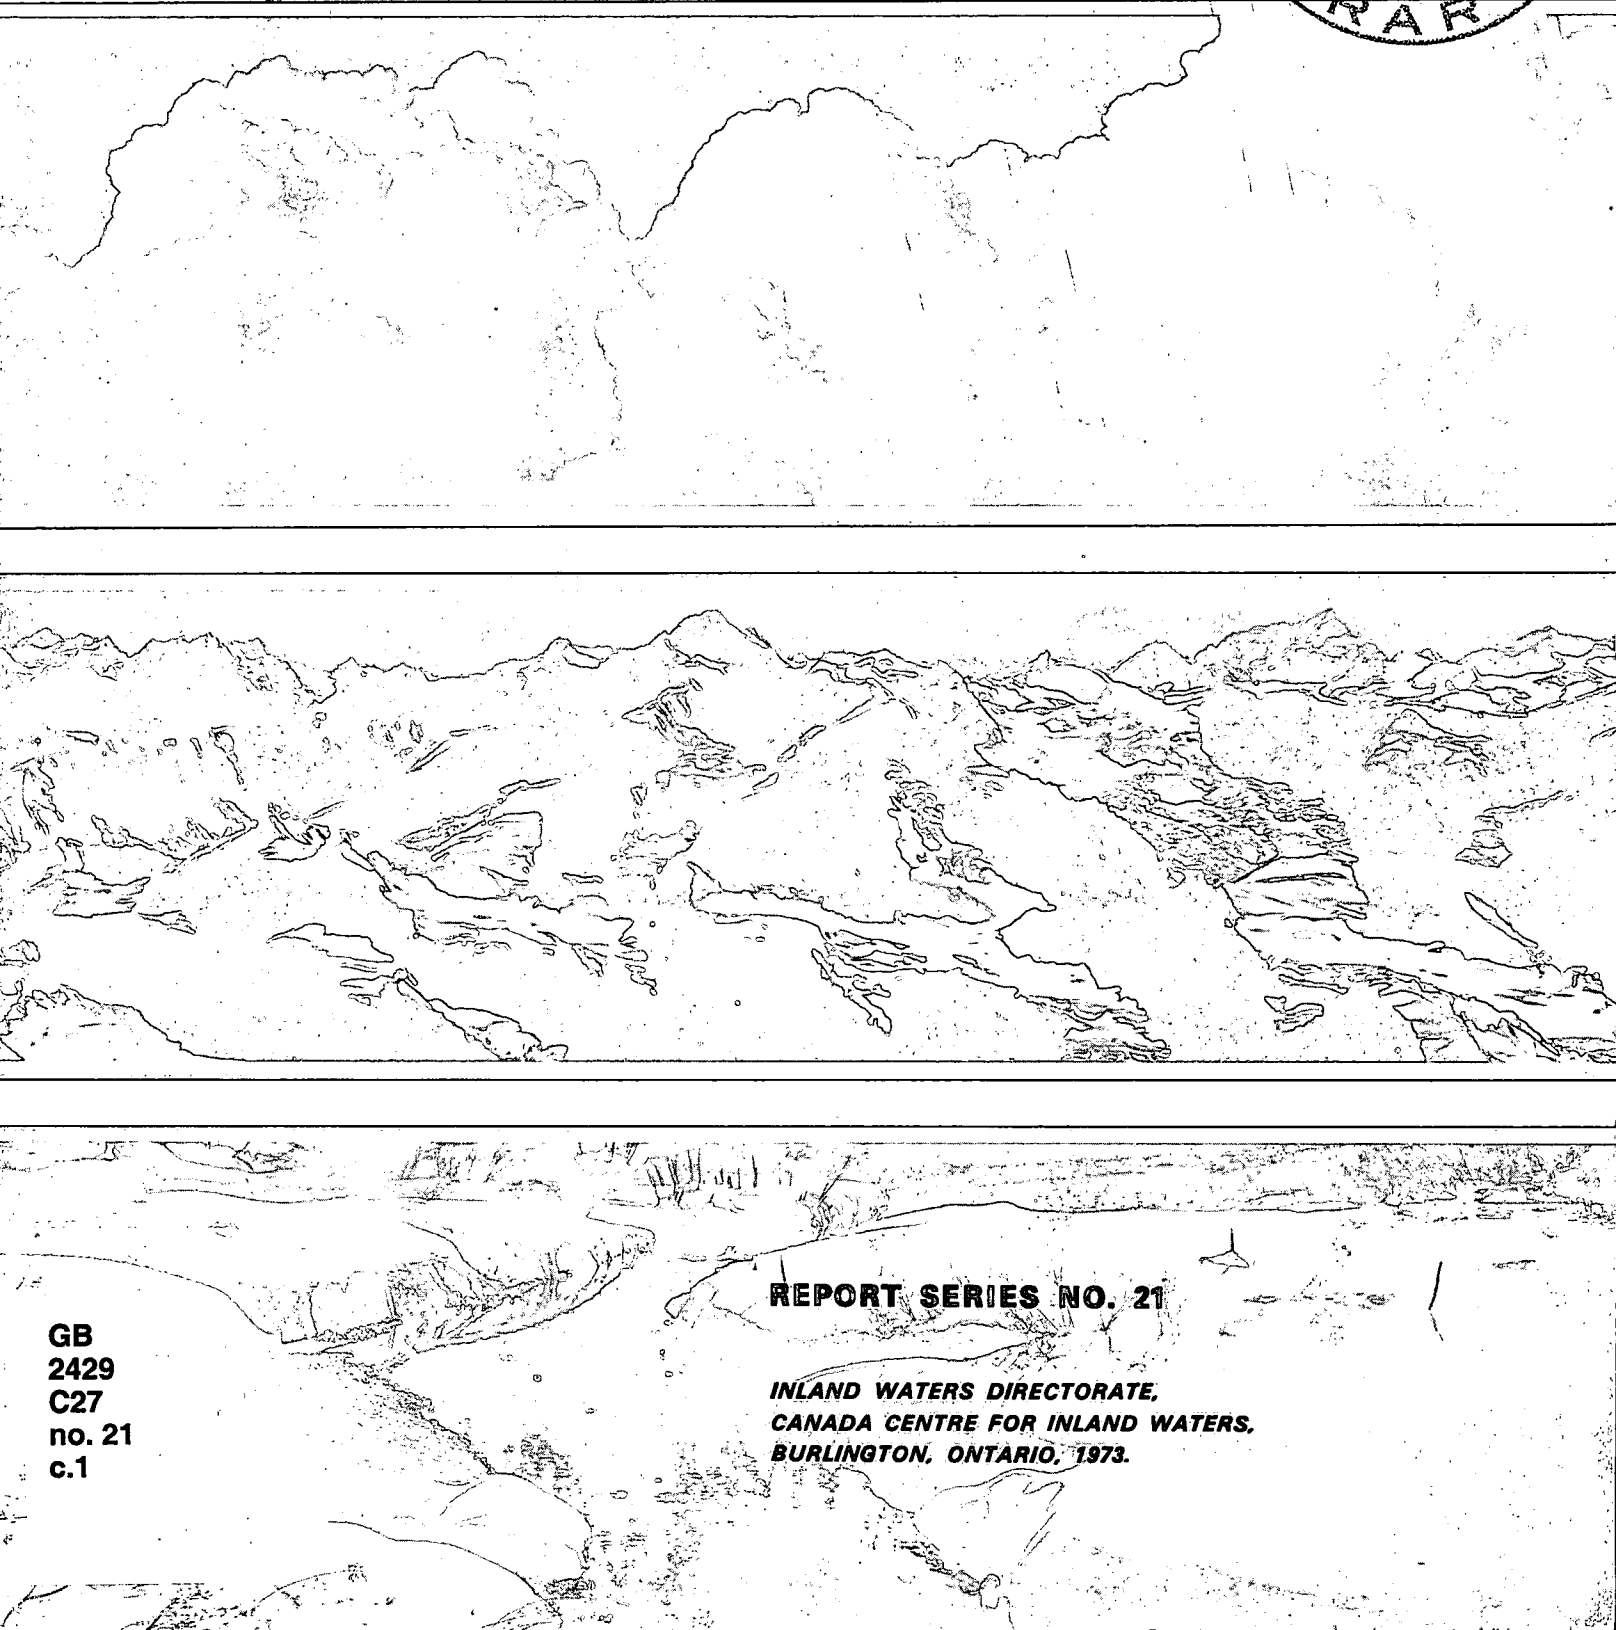 REPORT SERIES NO. 21
INLAND WATERS DIRECTORATE,
CANADA CENTRE FOR INLAND WATERS,
BURLINGTON, ONTARIO, 1973.
GB
2429
C27
no. 21
c.1